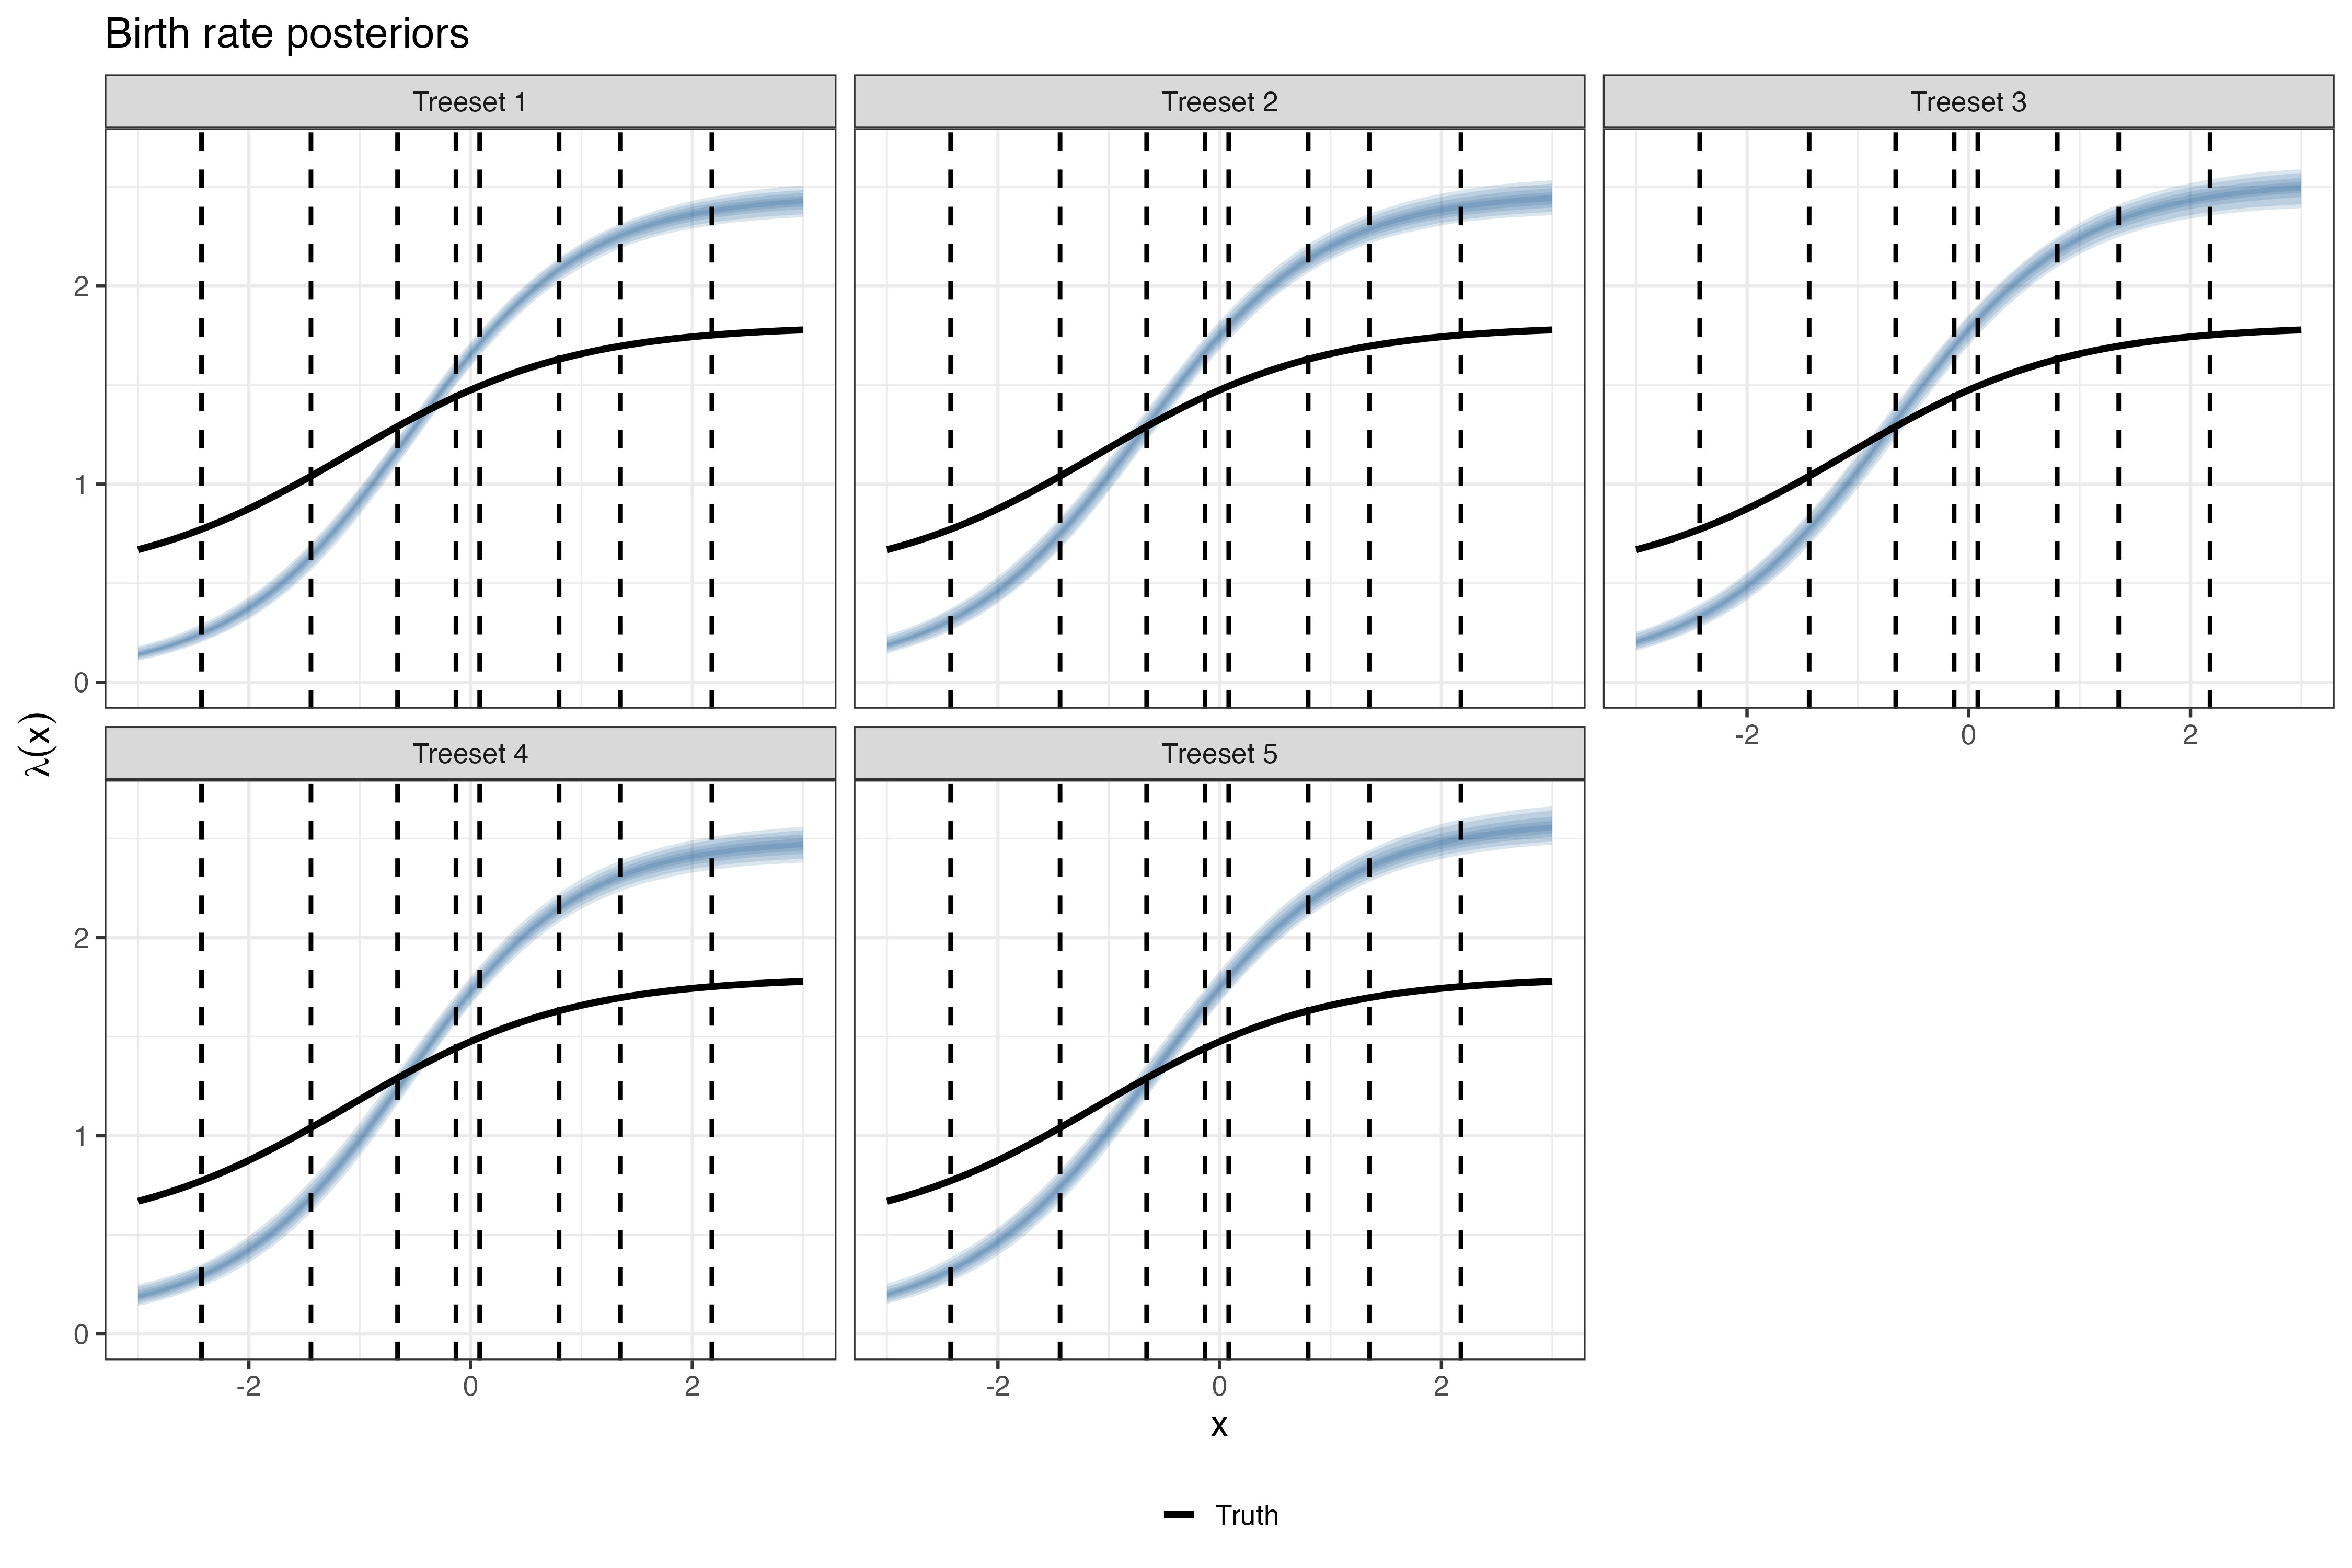 Birth rate posteriors
Treeset 1
Treeset 2
Treeset 3
2
1
0
-2
0
2
λ(x)
Treeset 4
Treeset 5
2
1
0
-2
0
2
-2
0
2
x
Truth